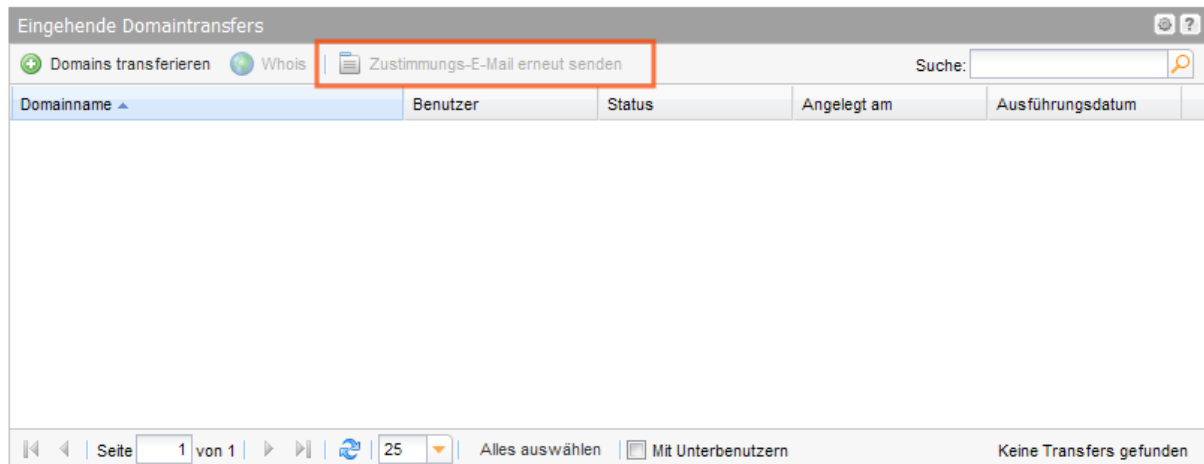 Eingehende Domaintransfers
Domains transferieren Whois Zustimmungs-E-Mail erneut senden Suche:
Domainname Benutzer Status Angelegt am Ausführungsdatum
Seite 1 von 1 25 Alles auswählen Mit Unterbenutzern Keine Transfers gefunden